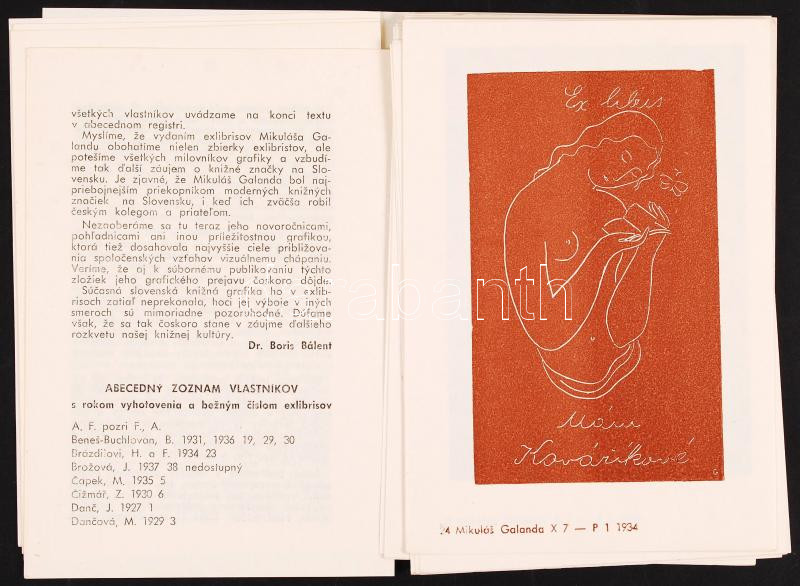 všetkých vlastníkov uvádzame na konci textu
v abecednom registri.
Myslíme, že vydaním exlibrisov Mikuláša Ga-
landu obohatíme nielen zbierky exlibristov, ale
potešíme všetkých milovníkov grafiky a vzbudí-
me tak ďalší záujem o knižné značky na Slo-
vensku. Je zjavné, že Mikuláš Galanda bol naj-
priebojnejším priekopníkom moderných knižných
značiek na Slovensku, i keď ich zväčša robil
českým kolegom a priateľom.
Nezaoberáme sa tu teraz jeho novoročnicami,
pohľadnicami ani inou príležitostnou grafikou,
ktorá tiež dosahovala najvyššie ciele približova-
nia spoločenských vzťahov vizuálnemu chápaniu.
Veríme, že aj k súbornému publikovaniu týchto
zložiek jeho grafického prejavu čoskoro dôjde.
Súčasná slovenská knižná grafika ho v exlib-
risoch zatiaľ neprekonala, hoci jej výboje v iných
smeroch sú mimoriadne pozoruhodné. Dúfame
však, že sa tak čoskoro stane v záujme ďalšieho
rozkvetu našej knižnej kultúry.
Dr. Boris Bálent
ABECEDNÝ ZOZNAM VLASTNÍKOV
s rokom vyhotovenia a bežným číslom exlibrisov
A. F. pozri F., A.
Beneš-Buchlovan, B. 1931, 1936 19, 29, 30
Brázdilovi, H. a F. 1934 23
Brožová, J. 1937 38 nedostupný
Čapek, M. 1935 5
Čižmář, Z. 1930 6
Danč, J. 1927 1
Dančová, M. 1929 3
Ex libris
Máni
Kovaříkové
G
24 Mikuláš Galanda X 7 — P 1 1934